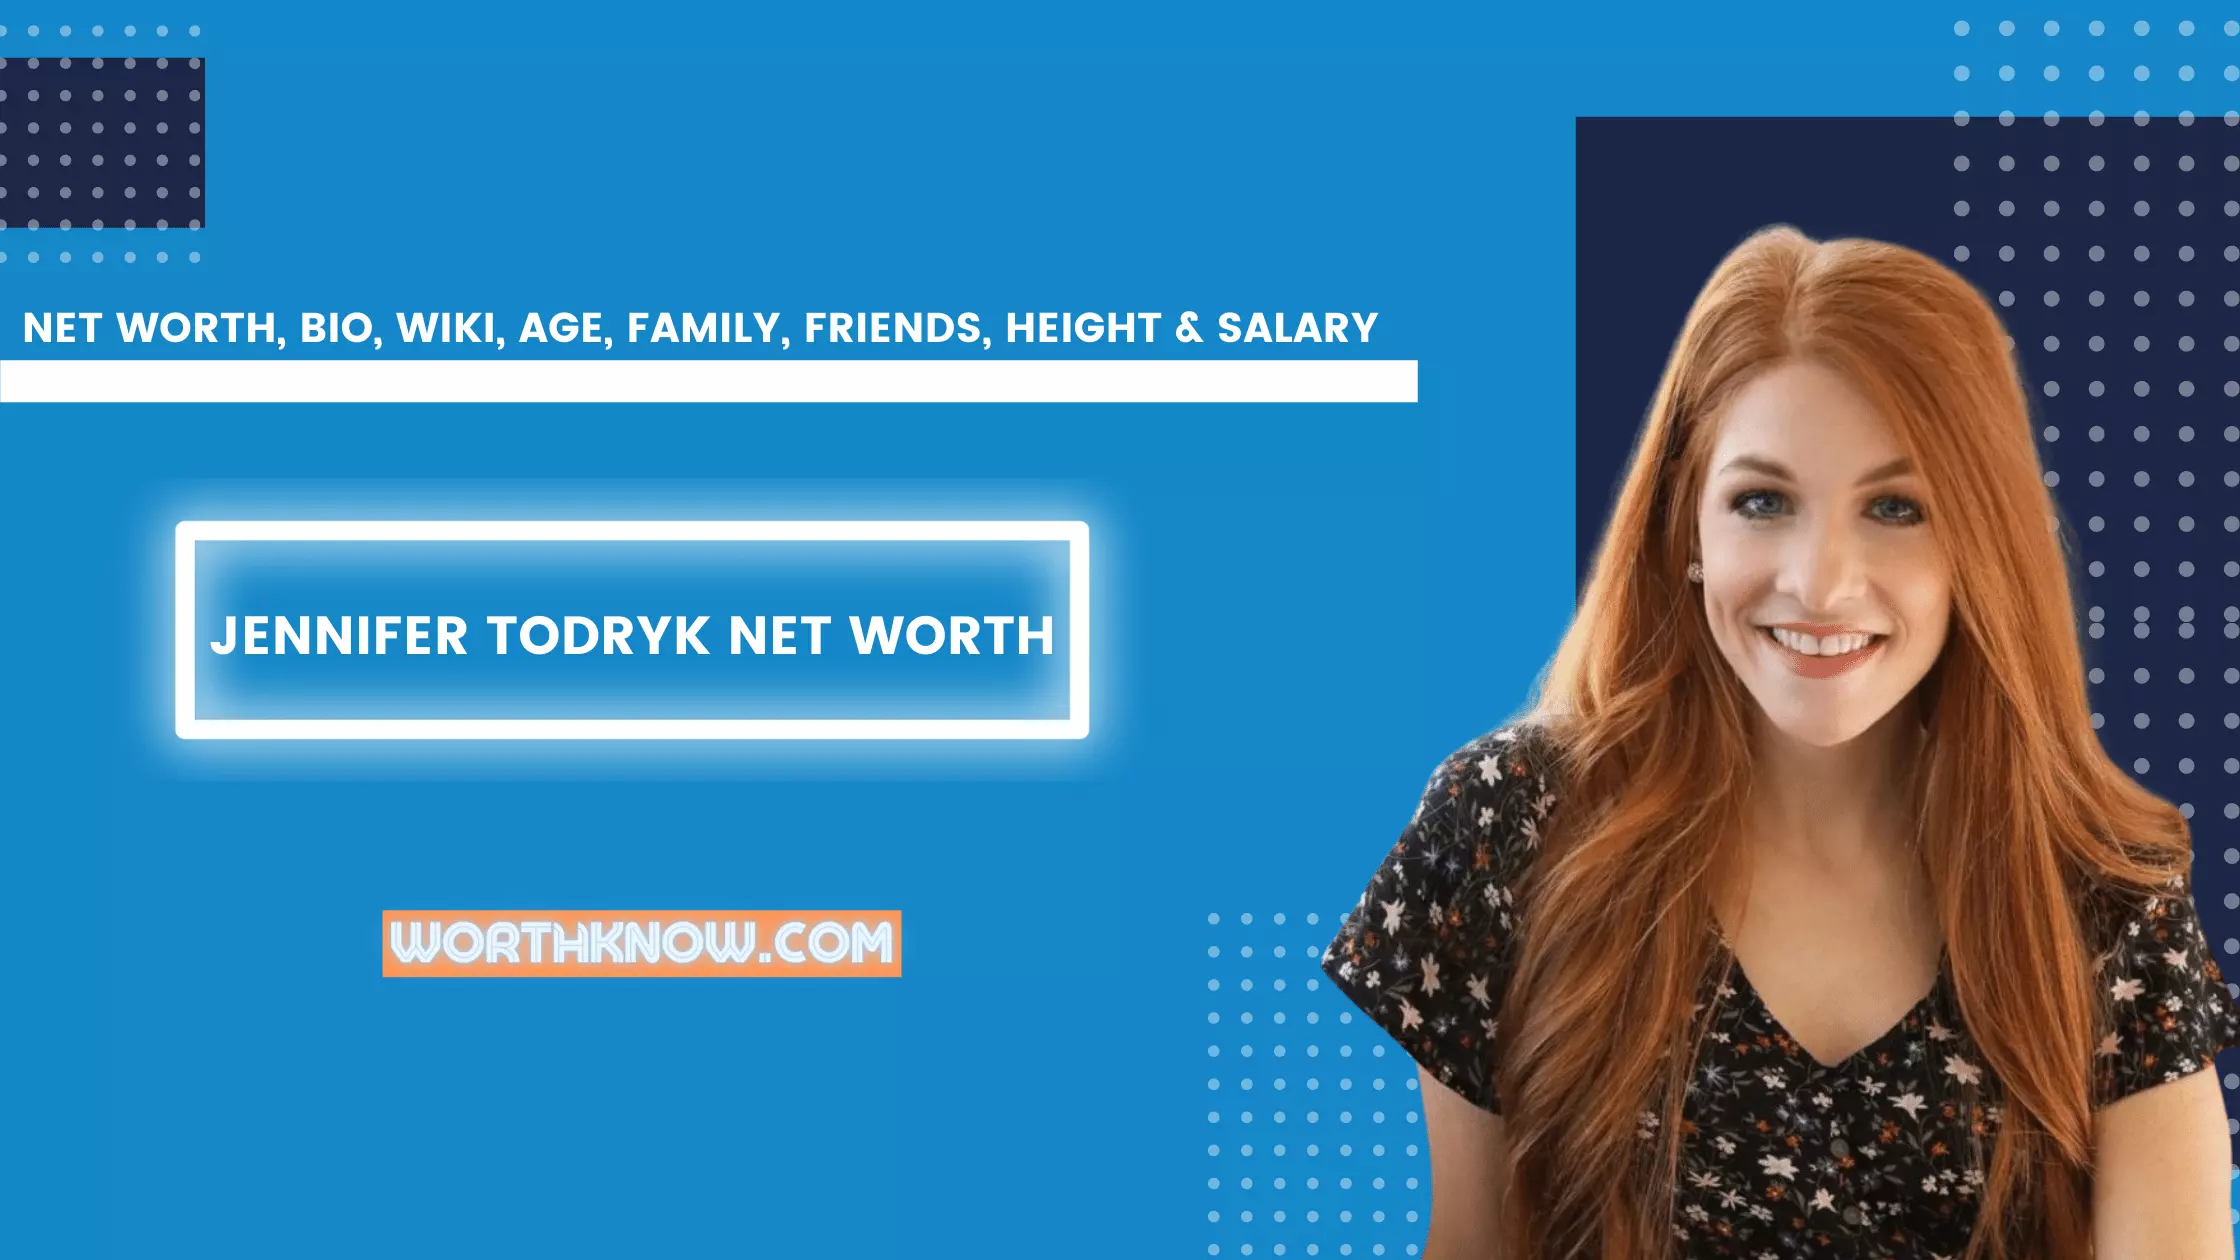 NET WORTH, BIO, WIKI, AGE, FAMILY, FRIENDS, HEIGHT & SALARY
JENNIFER TODRYK NET WORTH
WORTHKNOW.COM